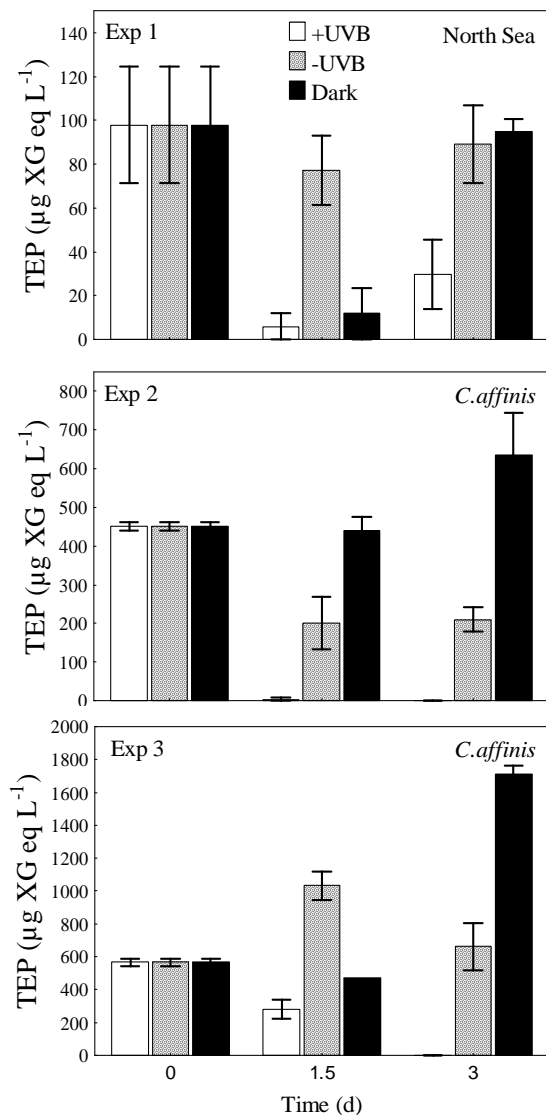 Exp 1
North Sea
+UVB
-UVB
Dark
TEP (µg XG eq L⁻¹)
140
120
100
80
60
40
20
0
Exp 2
C.affinis
TEP (µg XG eq L⁻¹)
800
700
600
500
400
300
200
100
0
Exp 3
C.affinis
TEP (µg XG eq L⁻¹)
2000
1800
1600
1400
1200
1000
800
600
400
200
0
0 1.5 3
Time (d)